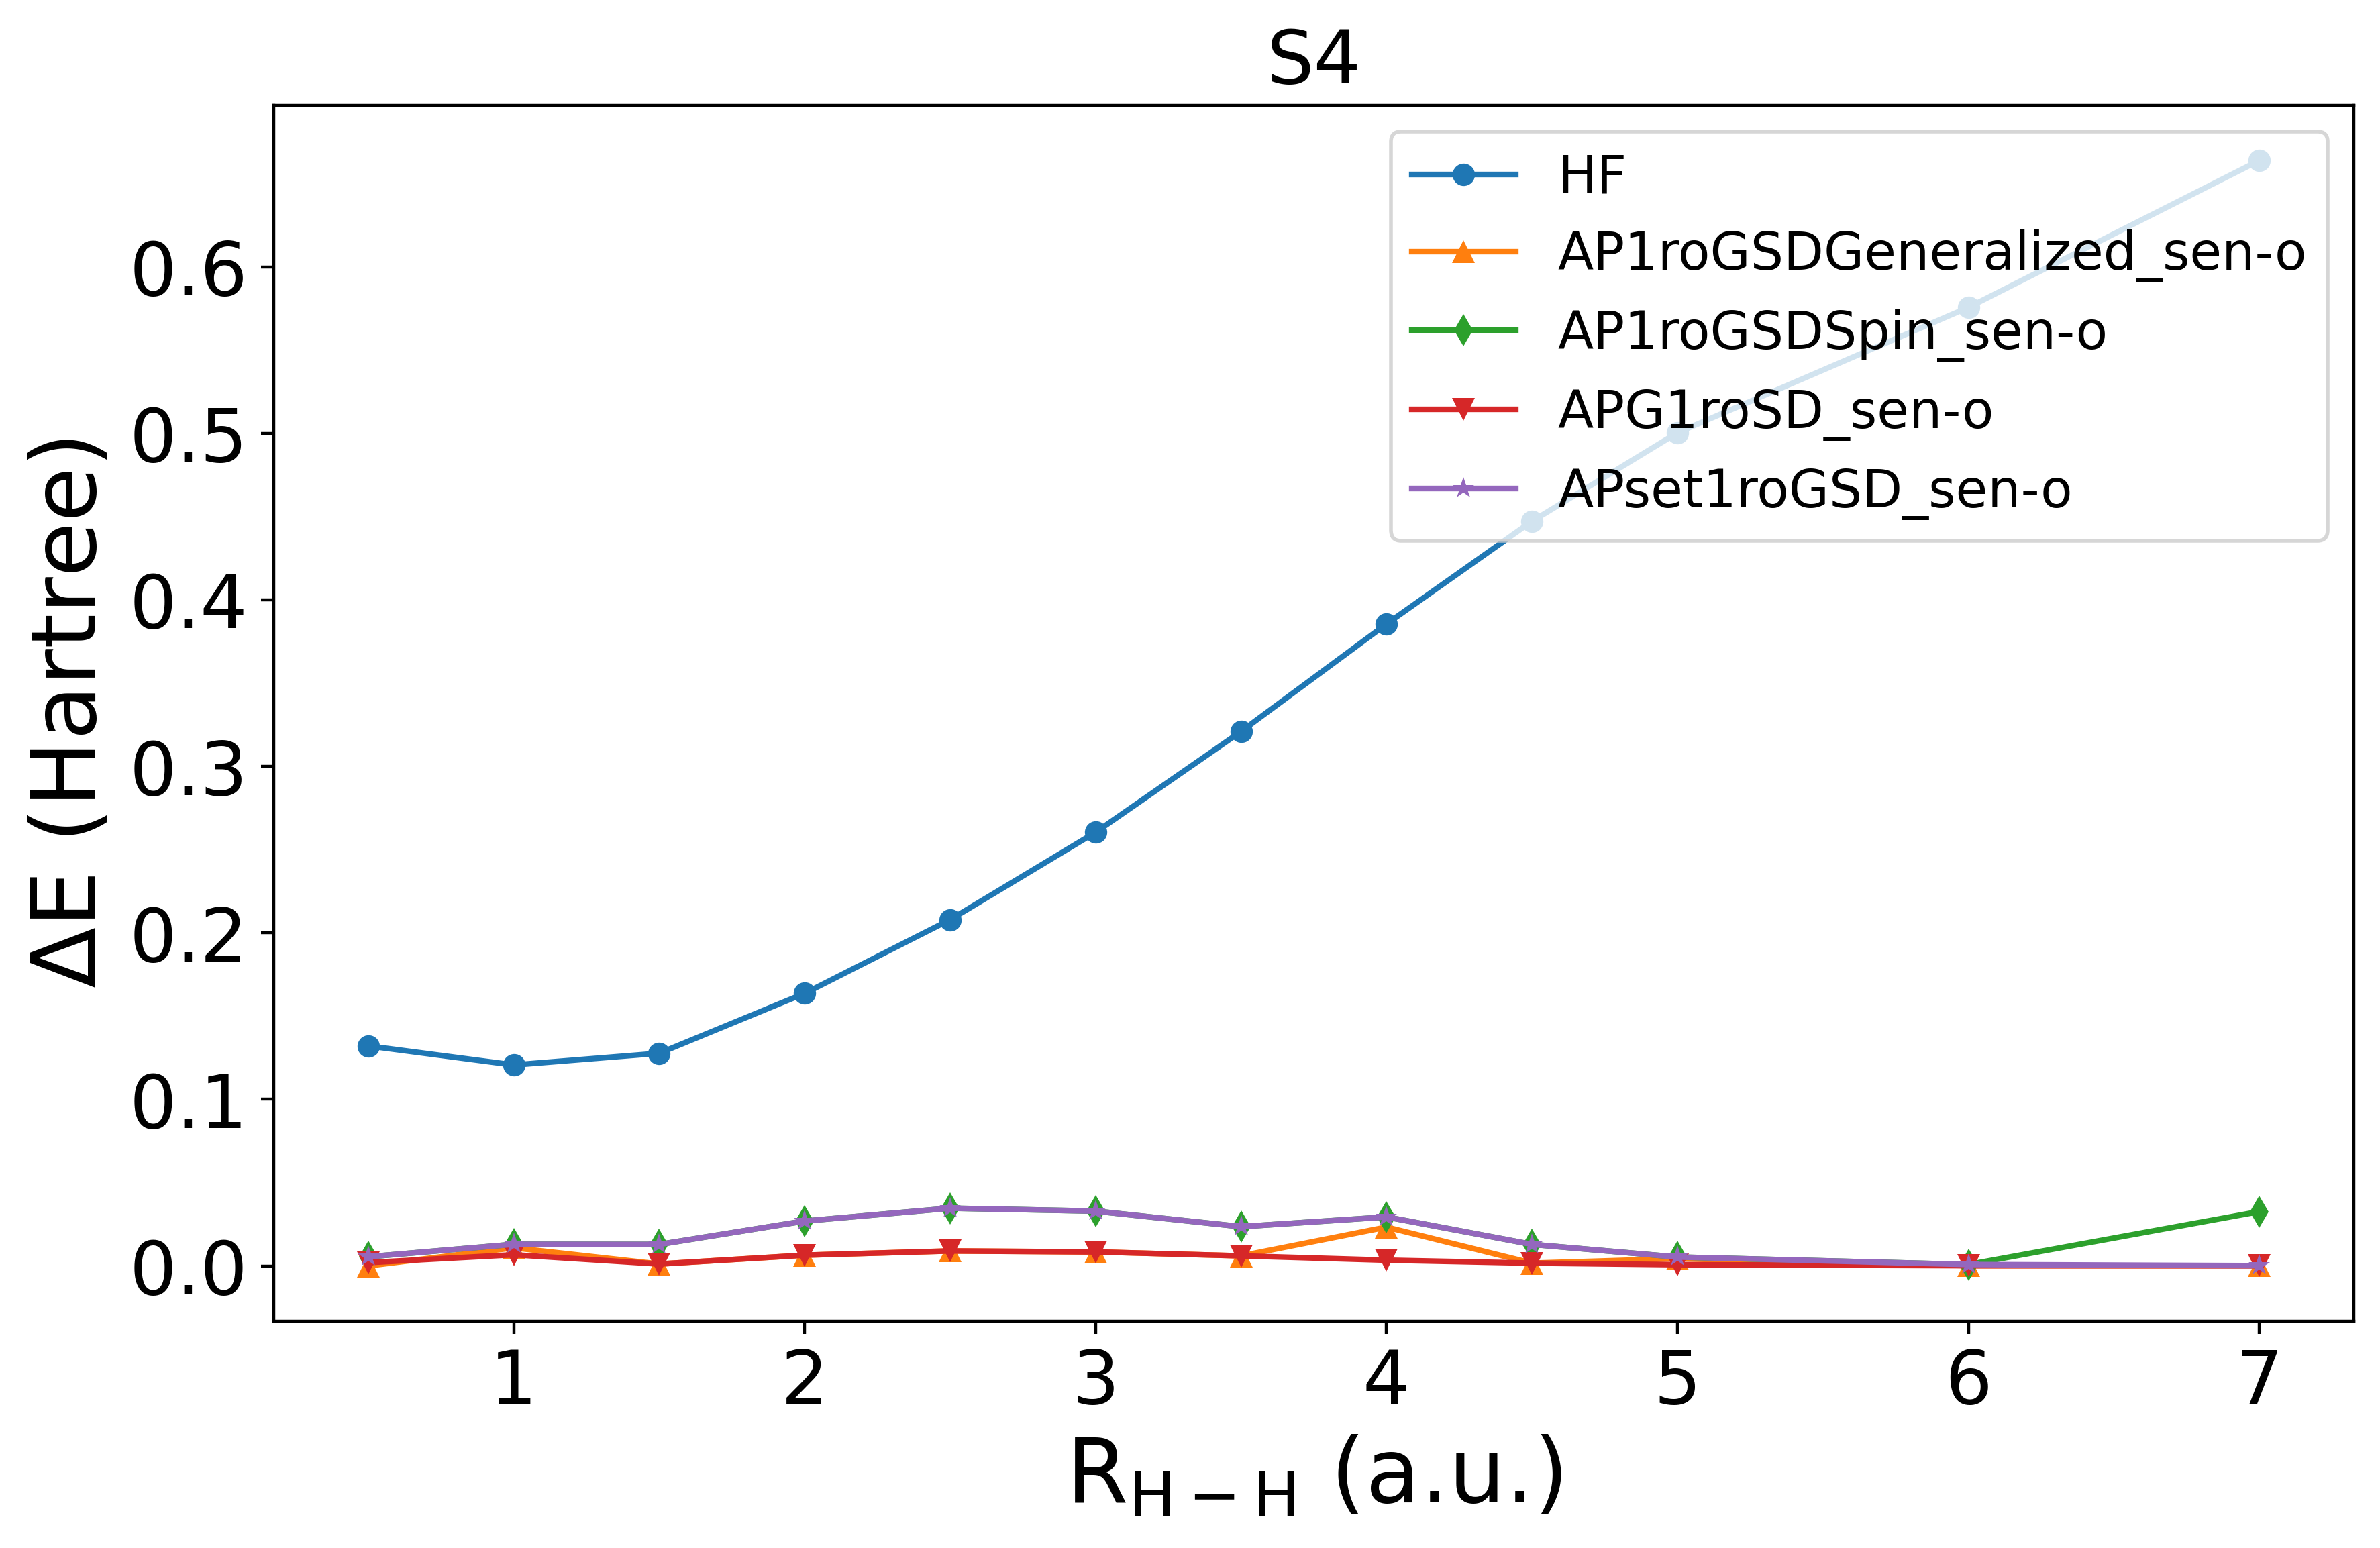 S4
HF
AP1roGSDGeneralized_sen-o
AP1roGSDSpin_sen-o
APG1roSD_sen-o
APset1roGSD_sen-o
ΔE (Hartree)
0.6
0.5
0.4
0.3
0.2
0.1
0.0
1 2 3 4 5 6 7
R_{H-H} (a.u.)